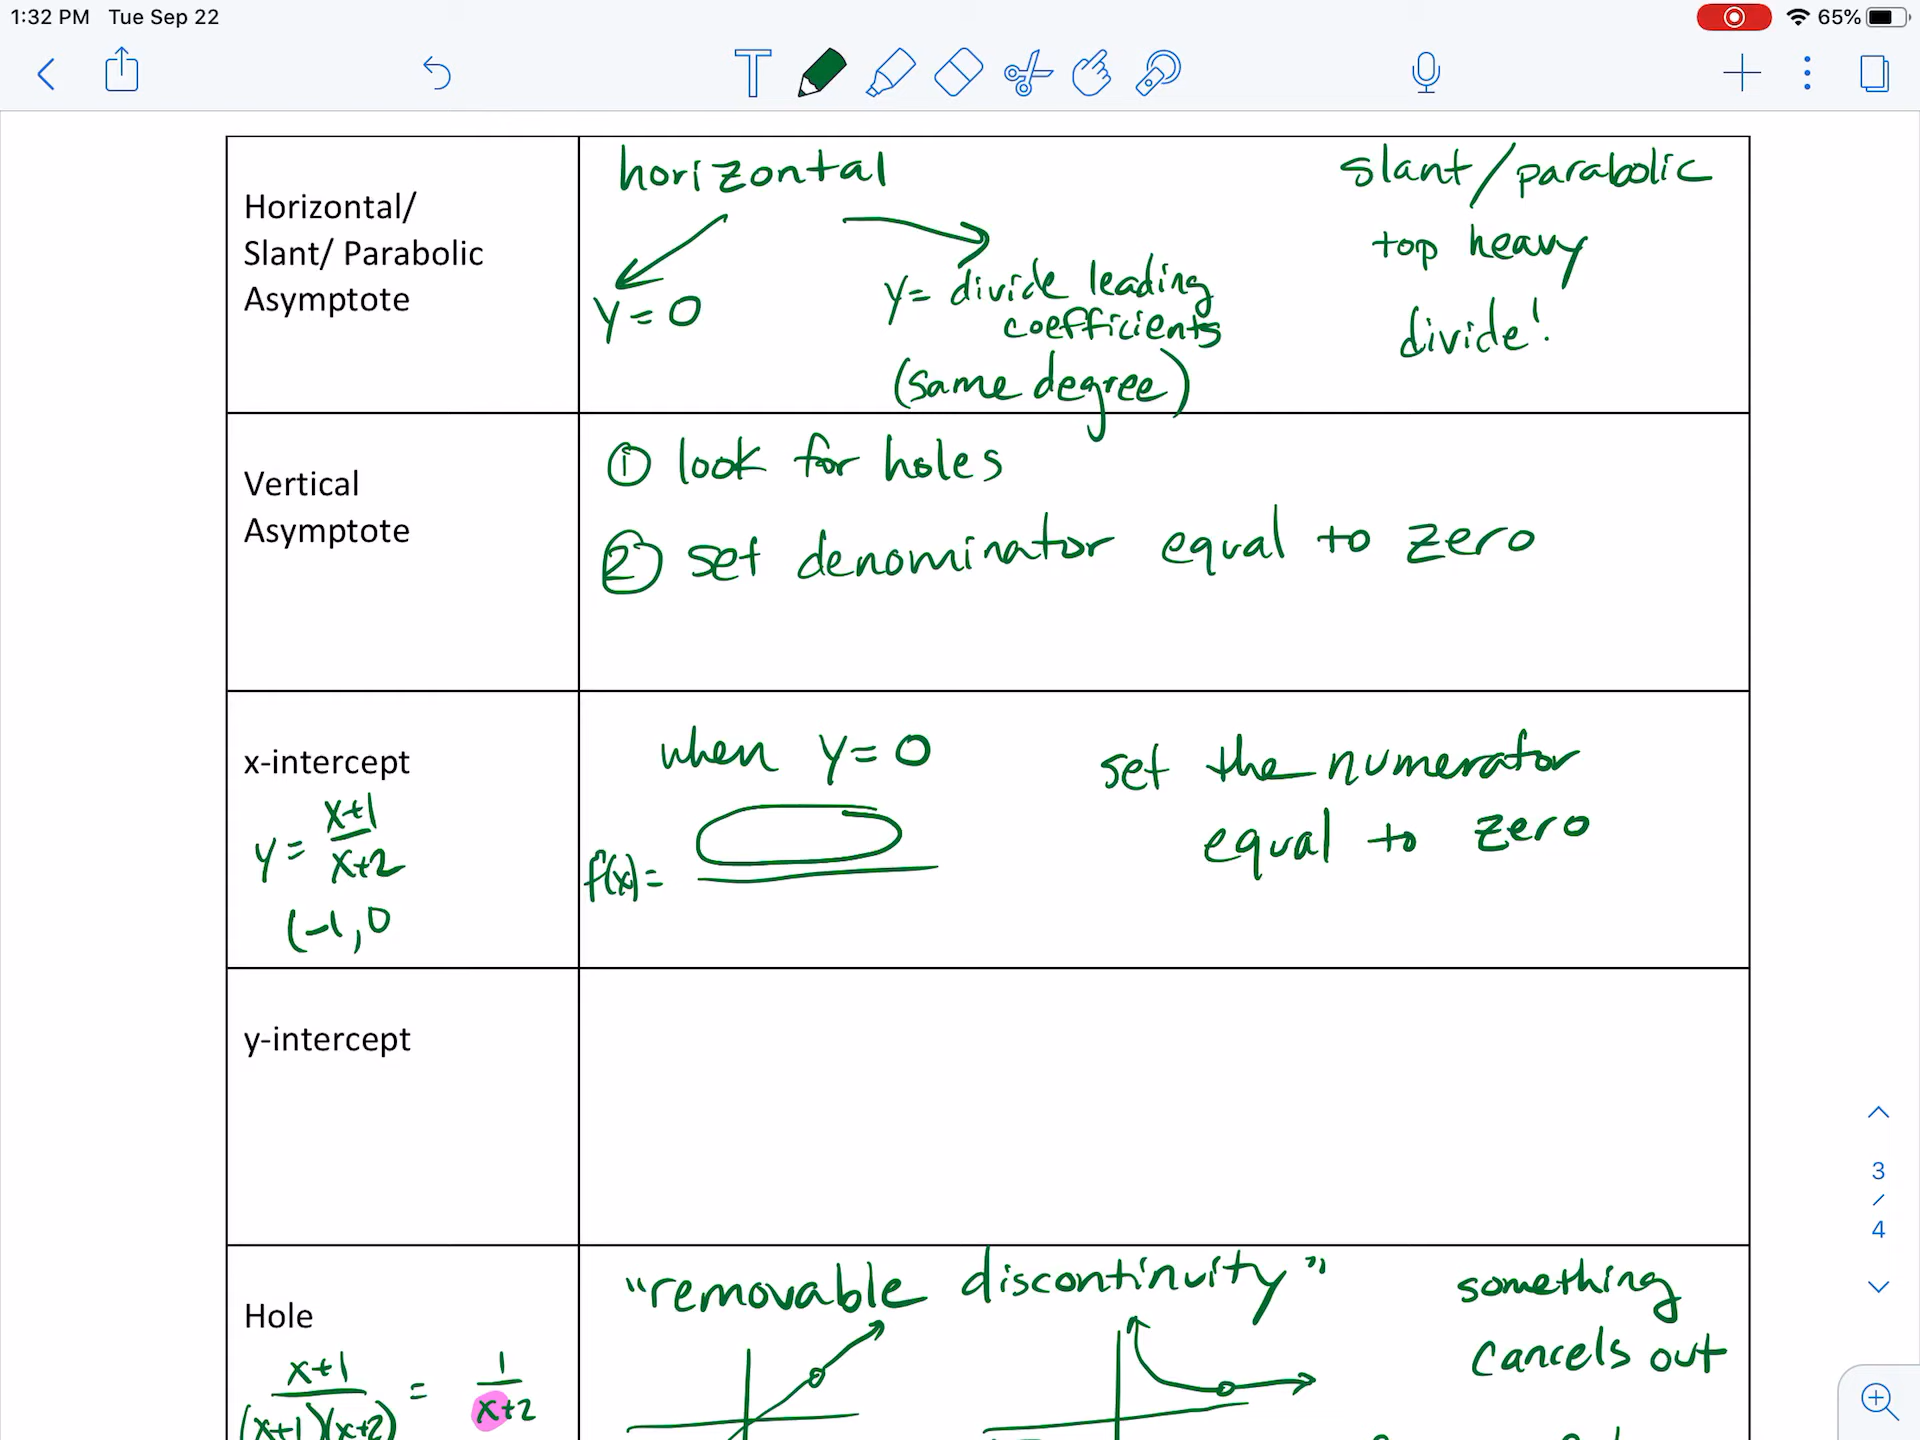 1:32 PM Tue Sep 22
65%
T
Horizontal/
Slant/ Parabolic
Asymptote
horizontal
y=0
y= divide leading
coefficients
(same degree)
slant/parabolic
top heavy
divide!
Vertical
Asymptote
① look for holes
② set denominator equal to zero
x-intercept
y = x+1
x+2
(-1,0
when y=0
f(x)=
set the numerator
equal to zero
y-intercept
3
/
4
Hole
x+1
(x+1)(x+2)
=
1
x+2
"removable discontinuity"
something
cancels out